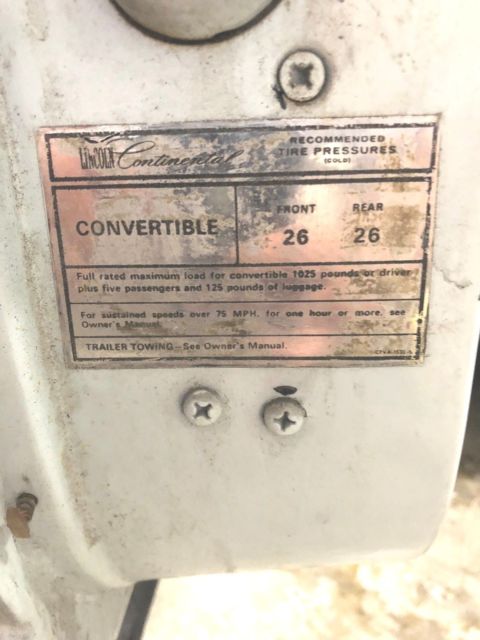 LINCOLN Continental
RECOMMENDED
TIRE PRESSURES
(COLD)
CONVERTIBLE
FRONT REAR
26 26
Full rated maximum load for convertible 1025 pounds or driver
plus five passengers and 125 pounds of luggage.
For sustained speeds over 75 MPH, for one hour or more, see
Owner's Manual.
TRAILER TOWING—See Owner's Manual.